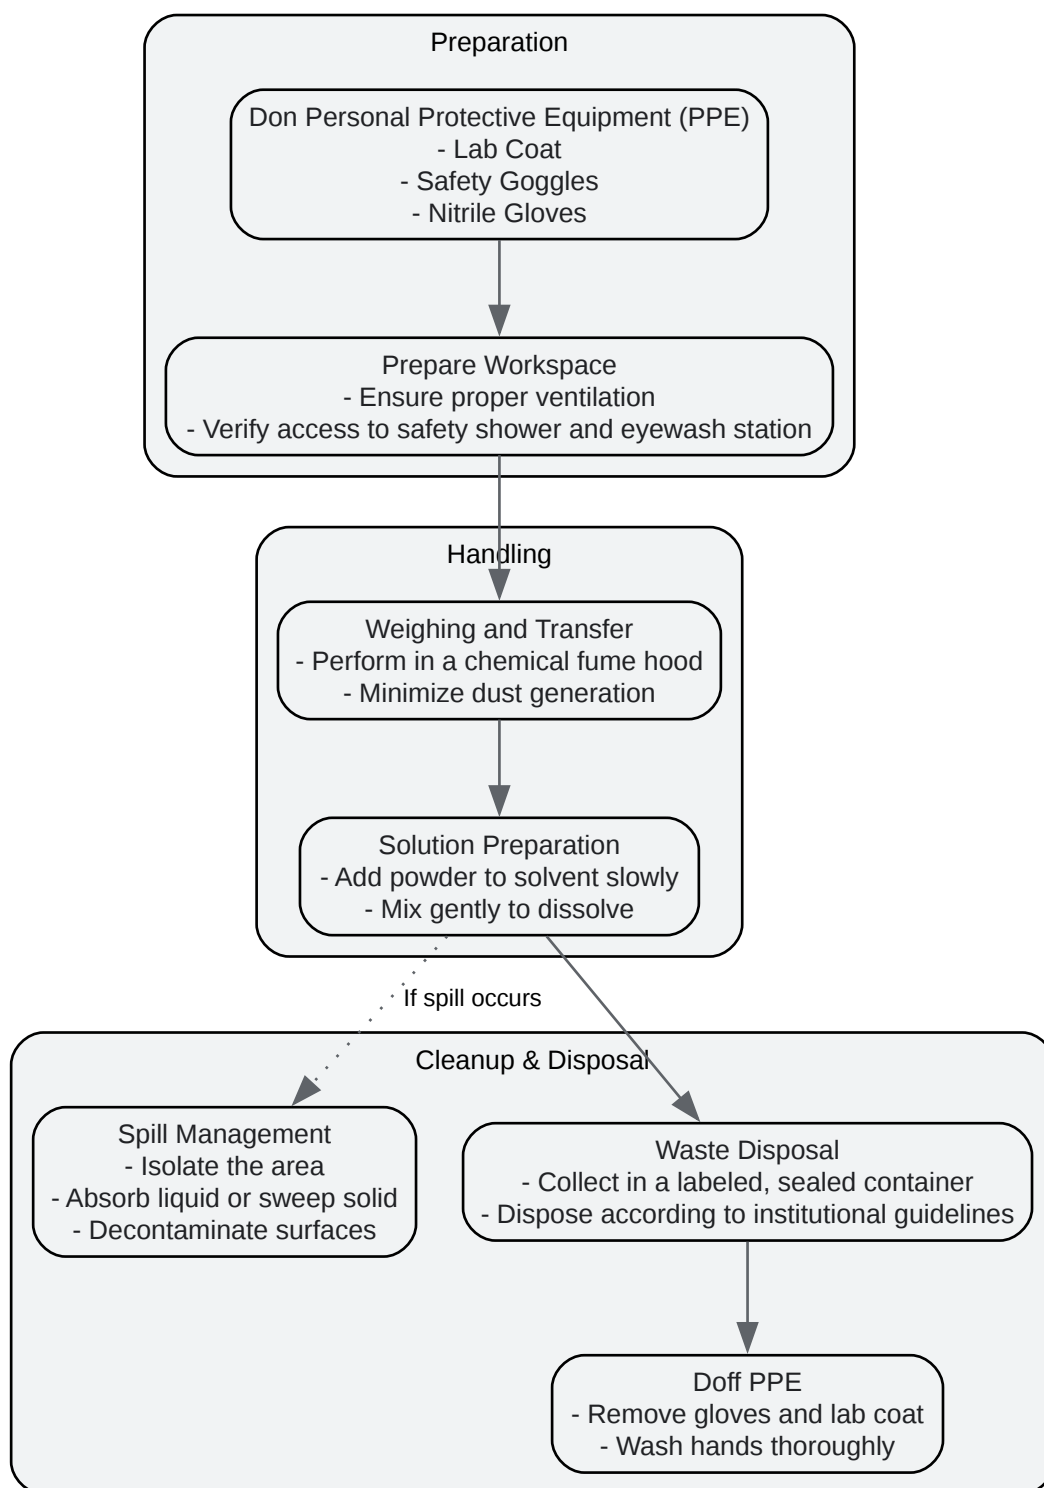 Preparation
Don Personal Protective Equipment (PPE)
- Lab Coat
- Safety Goggles
- Nitrile Gloves
Prepare Workspace
- Ensure proper ventilation
- Verify access to safety shower and eyewash station
Handling
Weighing and Transfer
- Perform in a chemical fume hood
- Minimize dust generation
Solution Preparation
- Add powder to solvent slowly
- Mix gently to dissolve
If spill occurs
Cleanup & Disposal
Spill Management
- Isolate the area
- Absorb liquid or sweep solid
- Decontaminate surfaces
Waste Disposal
- Collect in a labeled, sealed container
- Dispose according to institutional guidelines
Doff PPE
- Remove gloves and lab coat
- Wash hands thoroughly